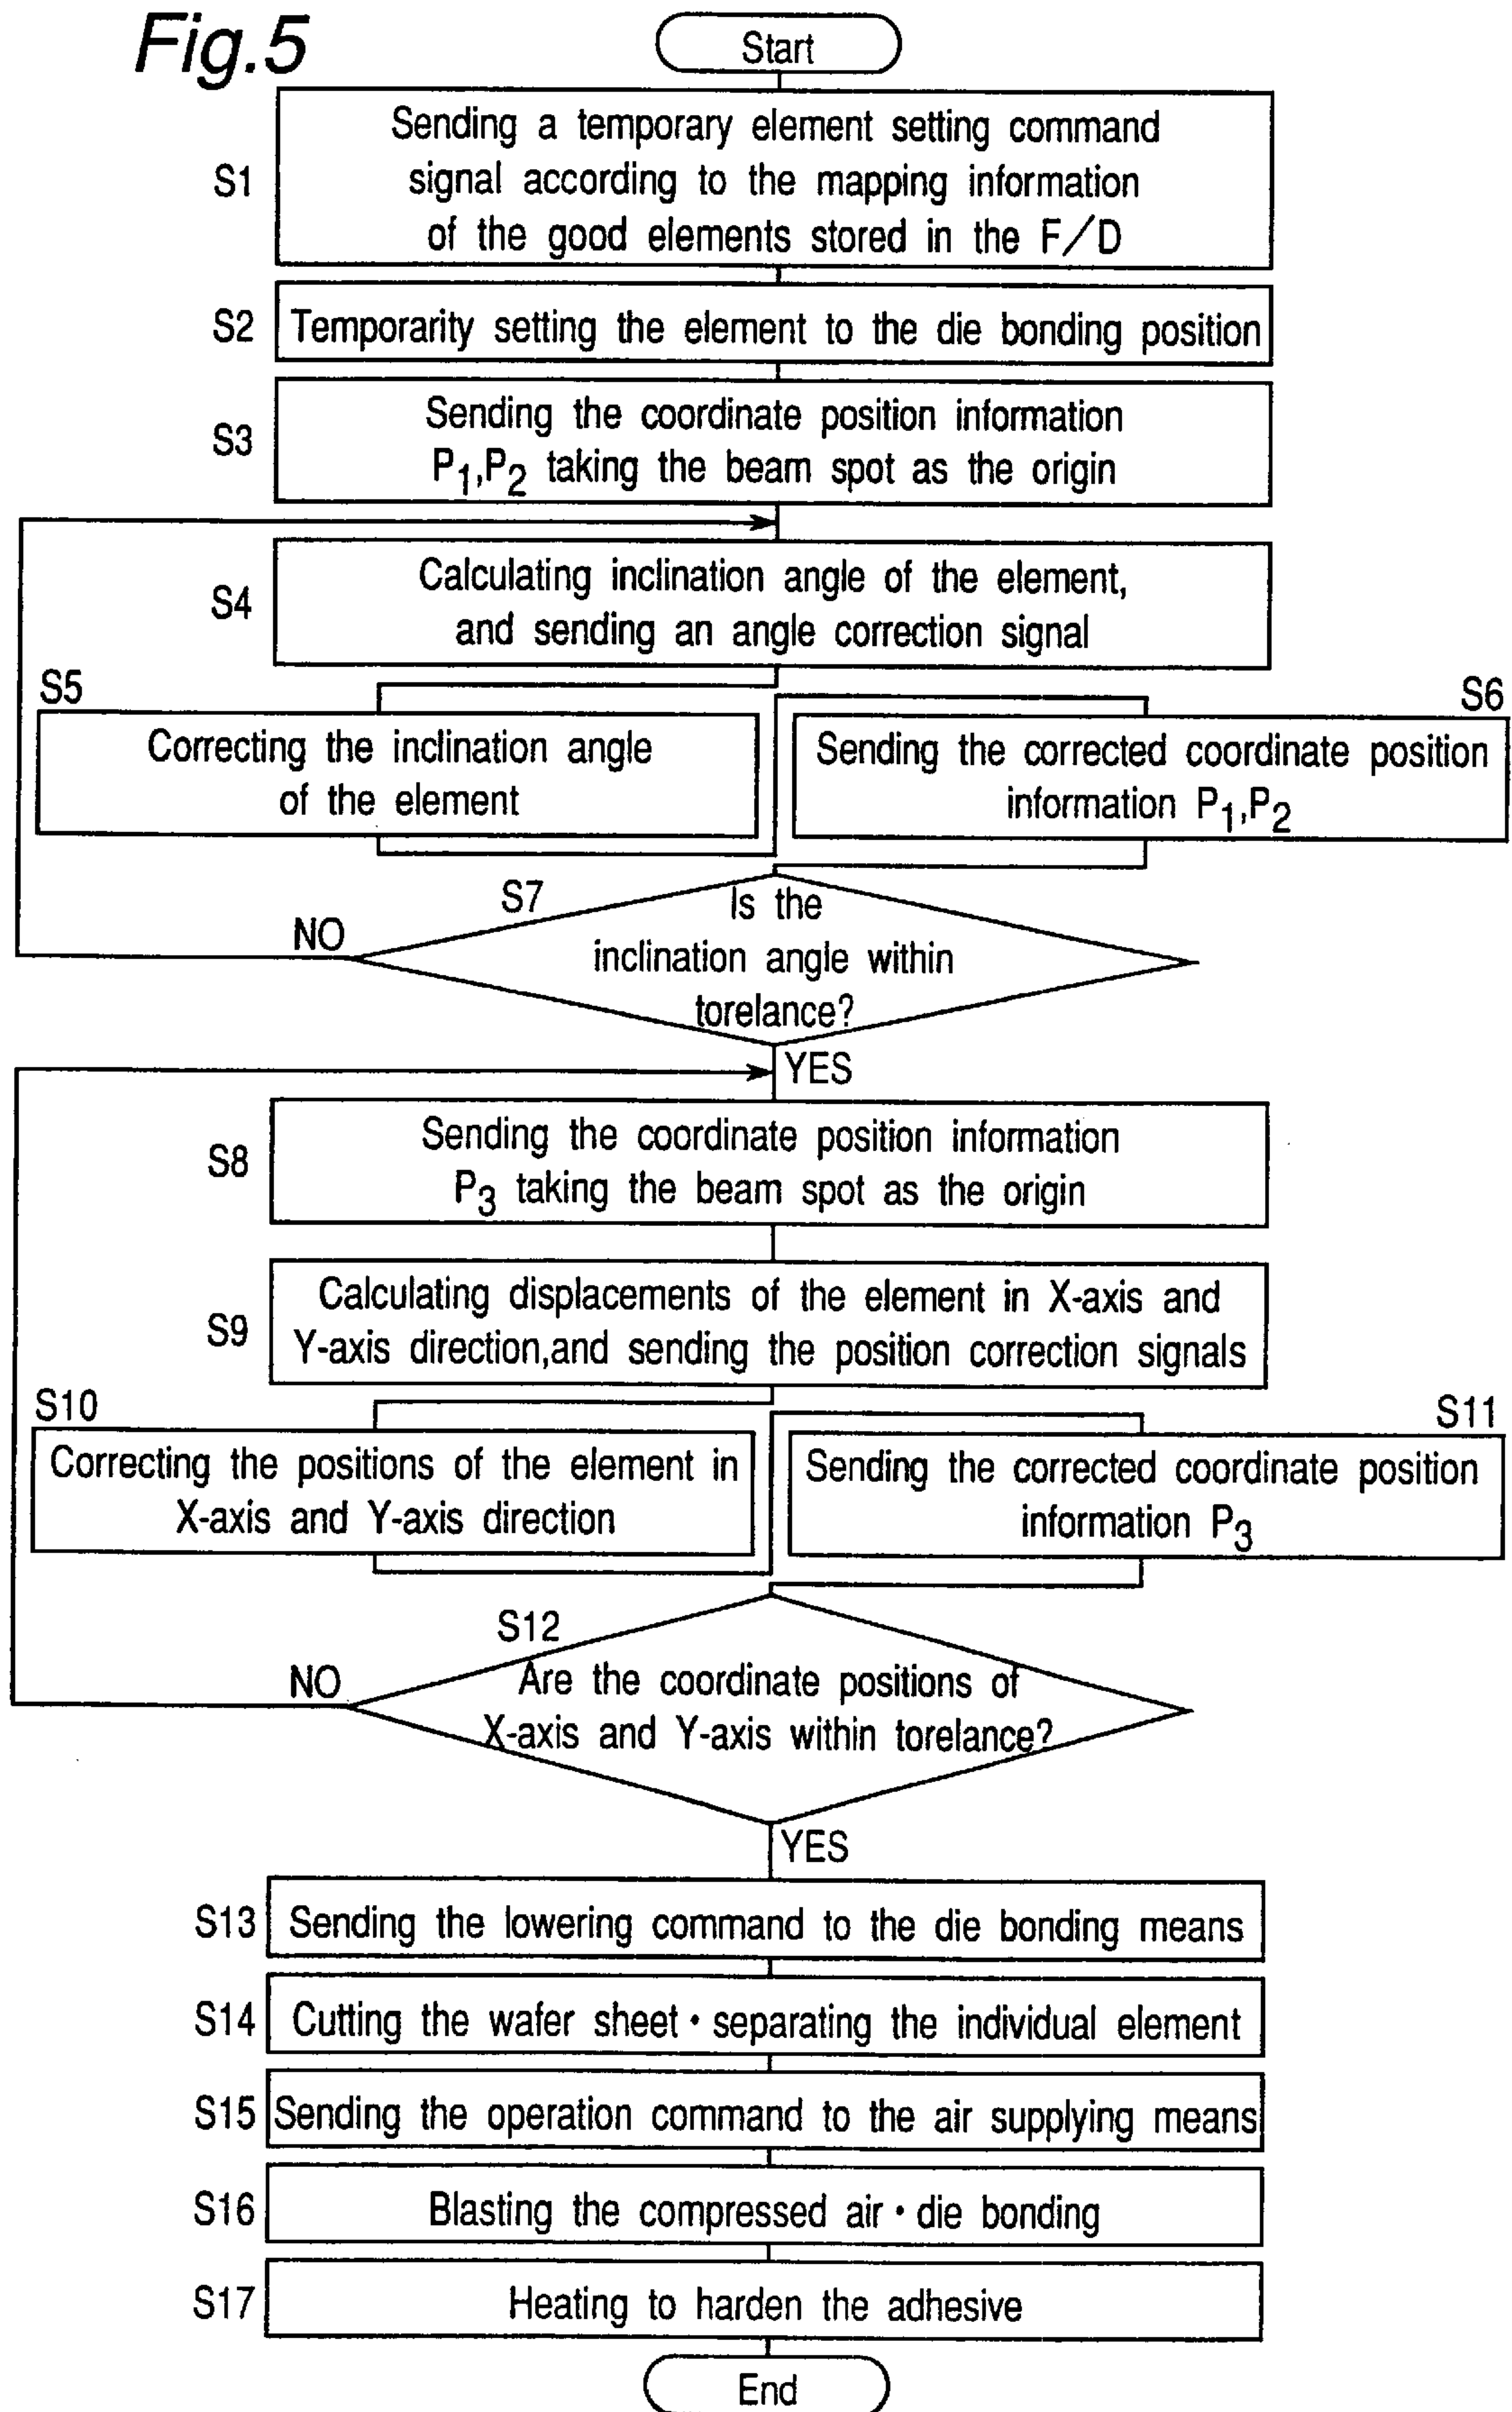 Fig.5
Start
S1
Sending a temporary element setting command
signal according to the mapping information
of the good elements stored in the F/D
S2
Temporarity setting the element to the die bonding position
S3
Sending the coordinate position information
P1,P2 taking the beam spot as the origin
S4
Calculating inclination angle of the element,
and sending an angle correction signal
S5
Correcting the inclination angle
of the element
S6
Sending the corrected coordinate position
information P1,P2
S7
Is the
inclination angle within
torelance?
NO
YES
S8
Sending the coordinate position information
P3 taking the beam spot as the origin
S9
Calculating displacements of the element in X-axis and
Y-axis direction,and sending the position correction signals
S10
Correcting the positions of the element in
X-axis and Y-axis direction
S11
Sending the corrected coordinate position
information P3
S12
Are the coordinate positions of
X-axis and Y-axis within torelance?
NO
YES
S13
Sending the lowering command to the die bonding means
S14
Cutting the wafer sheet・separating the individual element
S15
Sending the operation command to the air supplying means
S16
Blasting the compressed air・die bonding
S17
Heating to harden the adhesive
End